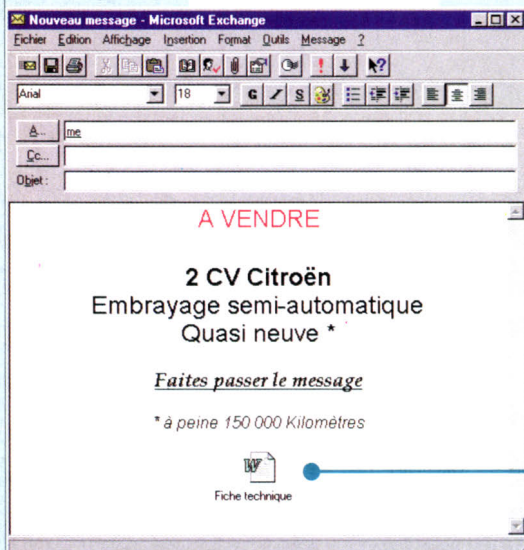 Nouveau message - Microsoft Exchange
Fichier Edition Affichage Insertion Format Outils Message ?
Arial 18 G I S
A... me
Cc...
Objet :
A VENDRE
2 CV Citroën
Embrayage semi-automatique
Quasi neuve *
Faites passer le message
* à peine 150 000 Kilomètres
W
Fiche technique